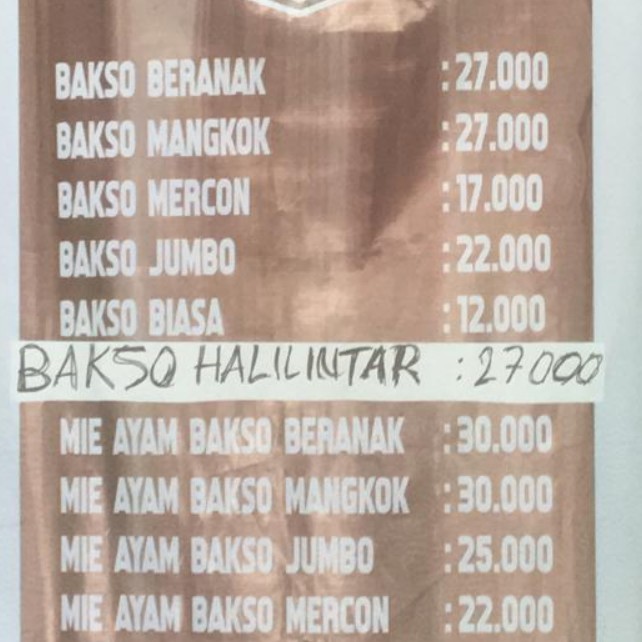 BAKSO BERANAK : 27.000
BAKSO MANGKOK : 27.000
BAKSO MERCON : 17.000
BAKSO JUMBO : 22.000
BAKSO BIASA : 12.000
BAKSO HALILINTAR : 27000
MIE AYAM BAKSO BERANAK : 30.000
MIE AYAM BAKSO MANGKOK : 30.000
MIE AYAM BAKSO JUMBO : 25.000
MIE AYAM BAKSO MERCON : 22.000